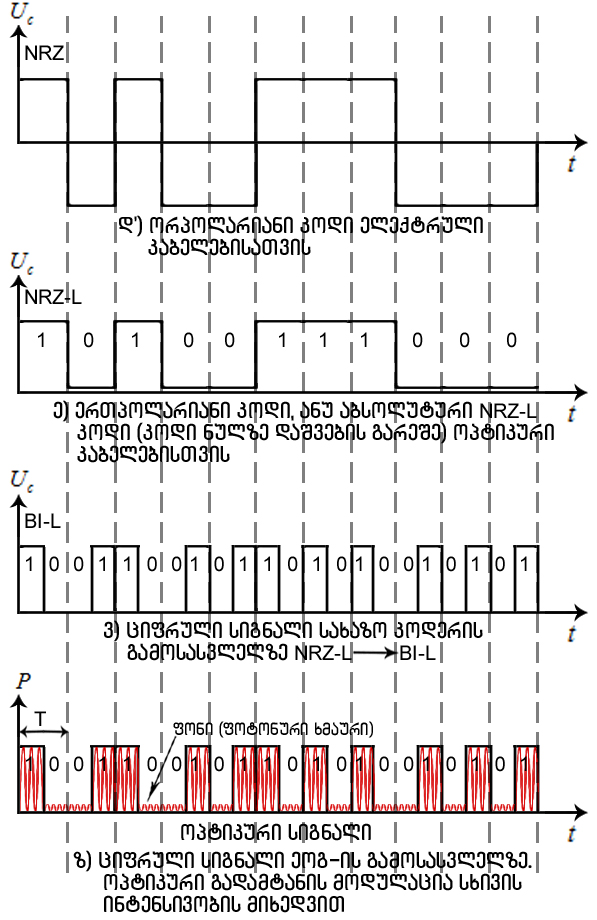 Uc
NRZ
t
დ') ორპოლარიანი კოდი ელექტრული
კაბელებისათვის
Uc
NRZ-L
1 0 1 0 0 1 1 1 0 0 0
t
ე) ერთპოლარიანი კოდი, ანუ აბსოლუტური NRZ-L
კოდი (კოდი ნულზე დაშვების გარეშე) ოპტიკური
კაბელებისთვის
Uc
BI-L
1 0 0 1 1 0 0 1 0 1 1 0 1 0 1 0 0 1 0 1 0 1
t
ვ) ციფრული სიგნალი სახაზო კოდერის
გამოსასვლელზე NRZ-L BI-L
P
T
ფონი (ფოტონური ხმაური)
1 0 0 1 1 0 0 1 0 1 1 0 1 0 1 0 0 1 0 1 0 1
ოპტიკური სიგნალი
t
ზ) ციფრული სიგნალი ეოგ-ის გამოსასვლელზე.
ოპტიკური გადამტანის მოდულაცია სხივის
ინტენსივობის მიხედვით